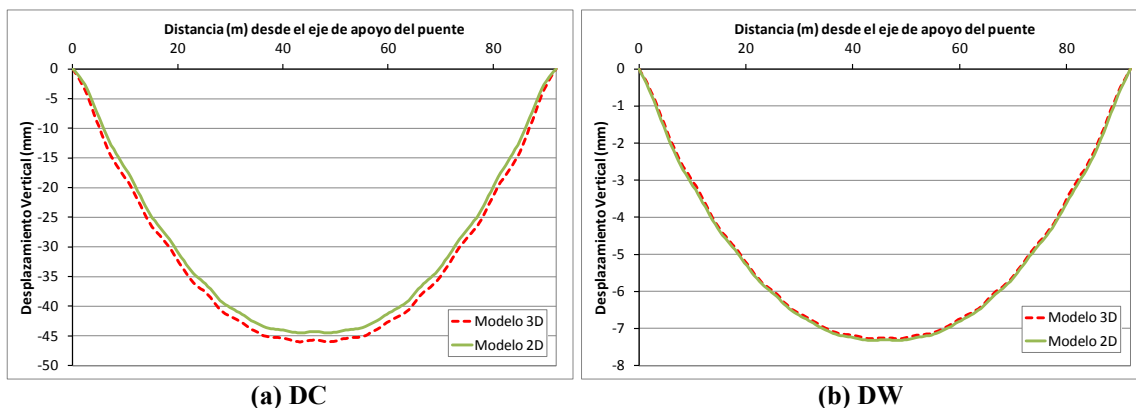 Distancia (m) desde el eje de apoyo del puente
0 20 40 60 80
Desplazamiento Vertical (mm)
0
-5
-10
-15
-20
-25
-30
-35
-40
-45
-50
Modelo 3D
Modelo 2D
(a) DC
Distancia (m) desde el eje de apoyo del puente
0 20 40 60 80
Desplazamiento Vertical (mm)
0
-1
-2
-3
-4
-5
-6
-7
-8
Modelo 3D
Modelo 2D
(b) DW